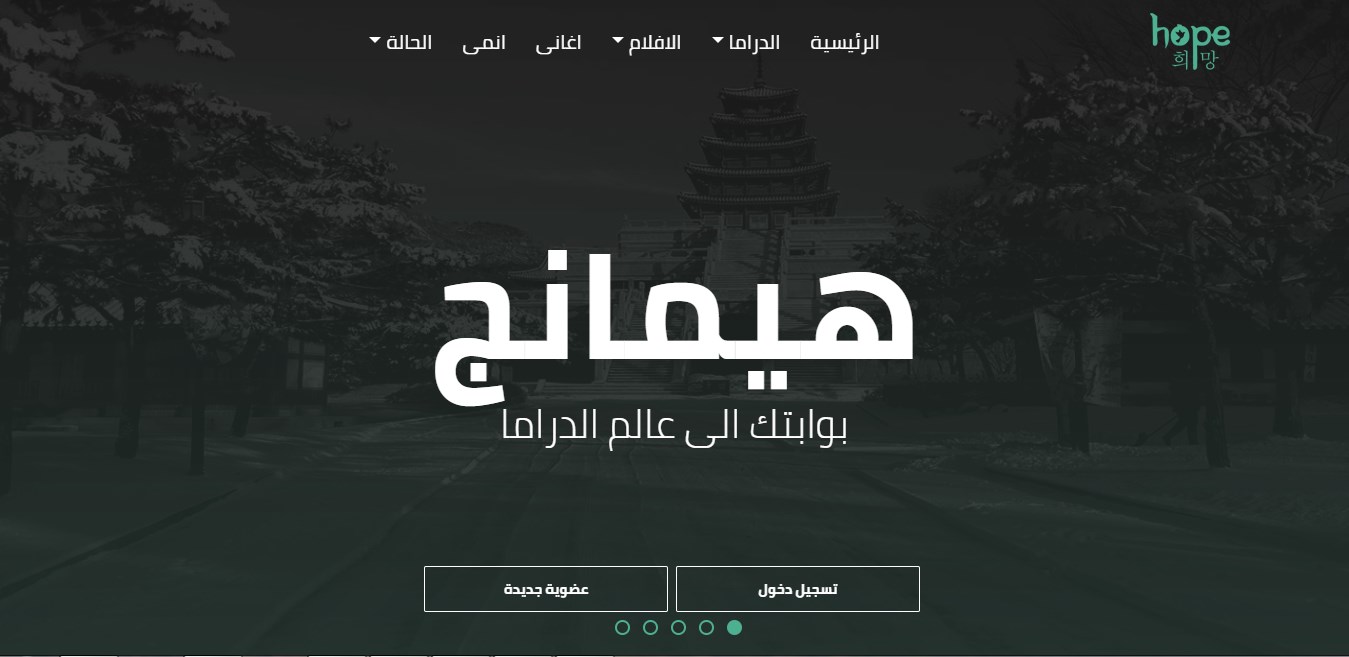 hope
희망
الرئيسية الدراما الافلام اغانى انمى الحالة
هيمانج
بوابتك الى عالم الدراما
تسجيل دخول عضوية جديدة